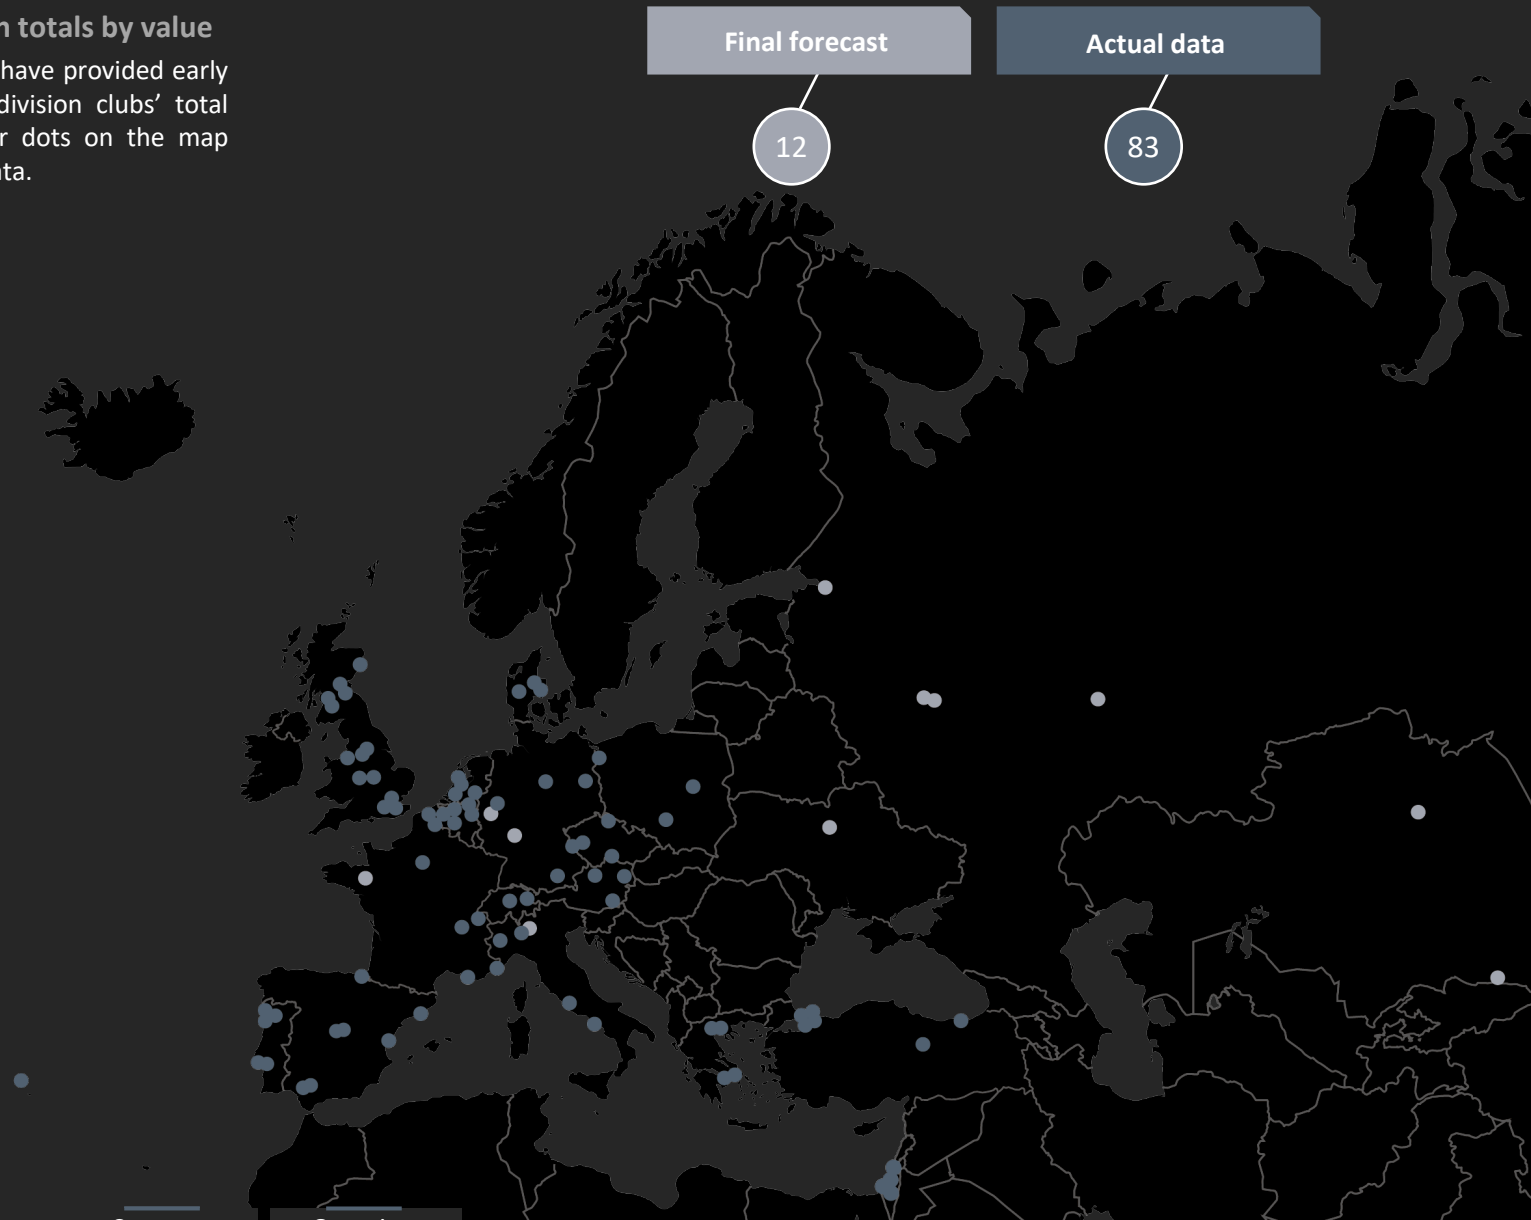 n totals by value
have provided early
division clubs’ total
r dots on the map
ta.
Final forecast
Actual data
12
83